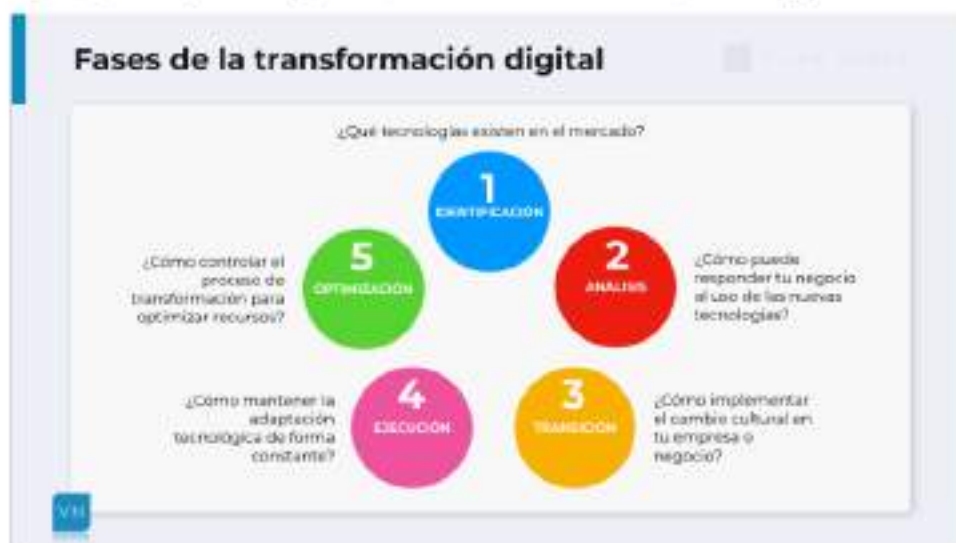 Fases de la transformación digital
¿Qué tecnologías existen en el mercado?
1
IDENTIFICACIÓN
2
ANÁLISIS
¿Cómo puede
responder tu negocio
al uso de las nuevas
tecnologías?
3
TRANSICIÓN
¿Cómo implementar
el cambio cultural en
tu empresa o
negocio?
4
EJECUCIÓN
¿Cómo mantener la
adaptación
tecnológica de forma
constante?
5
OPTIMIZACIÓN
¿Cómo controlar el
proceso de
transformación para
optimizar recursos?